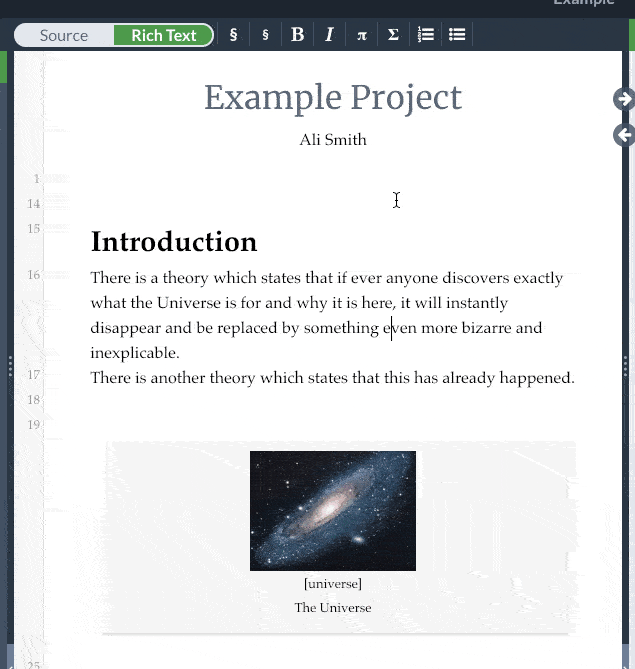 Example
Source Rich Text § § B I π Σ
Example Project
Ali Smith
1
14
15
Introduction
16
There is a theory which states that if ever anyone discovers exactly
what the Universe is for and why it is here, it will instantly
disappear and be replaced by something even more bizarre and
inexplicable.
17
There is another theory which states that this has already happened.
18
19
[universe]
The Universe
25